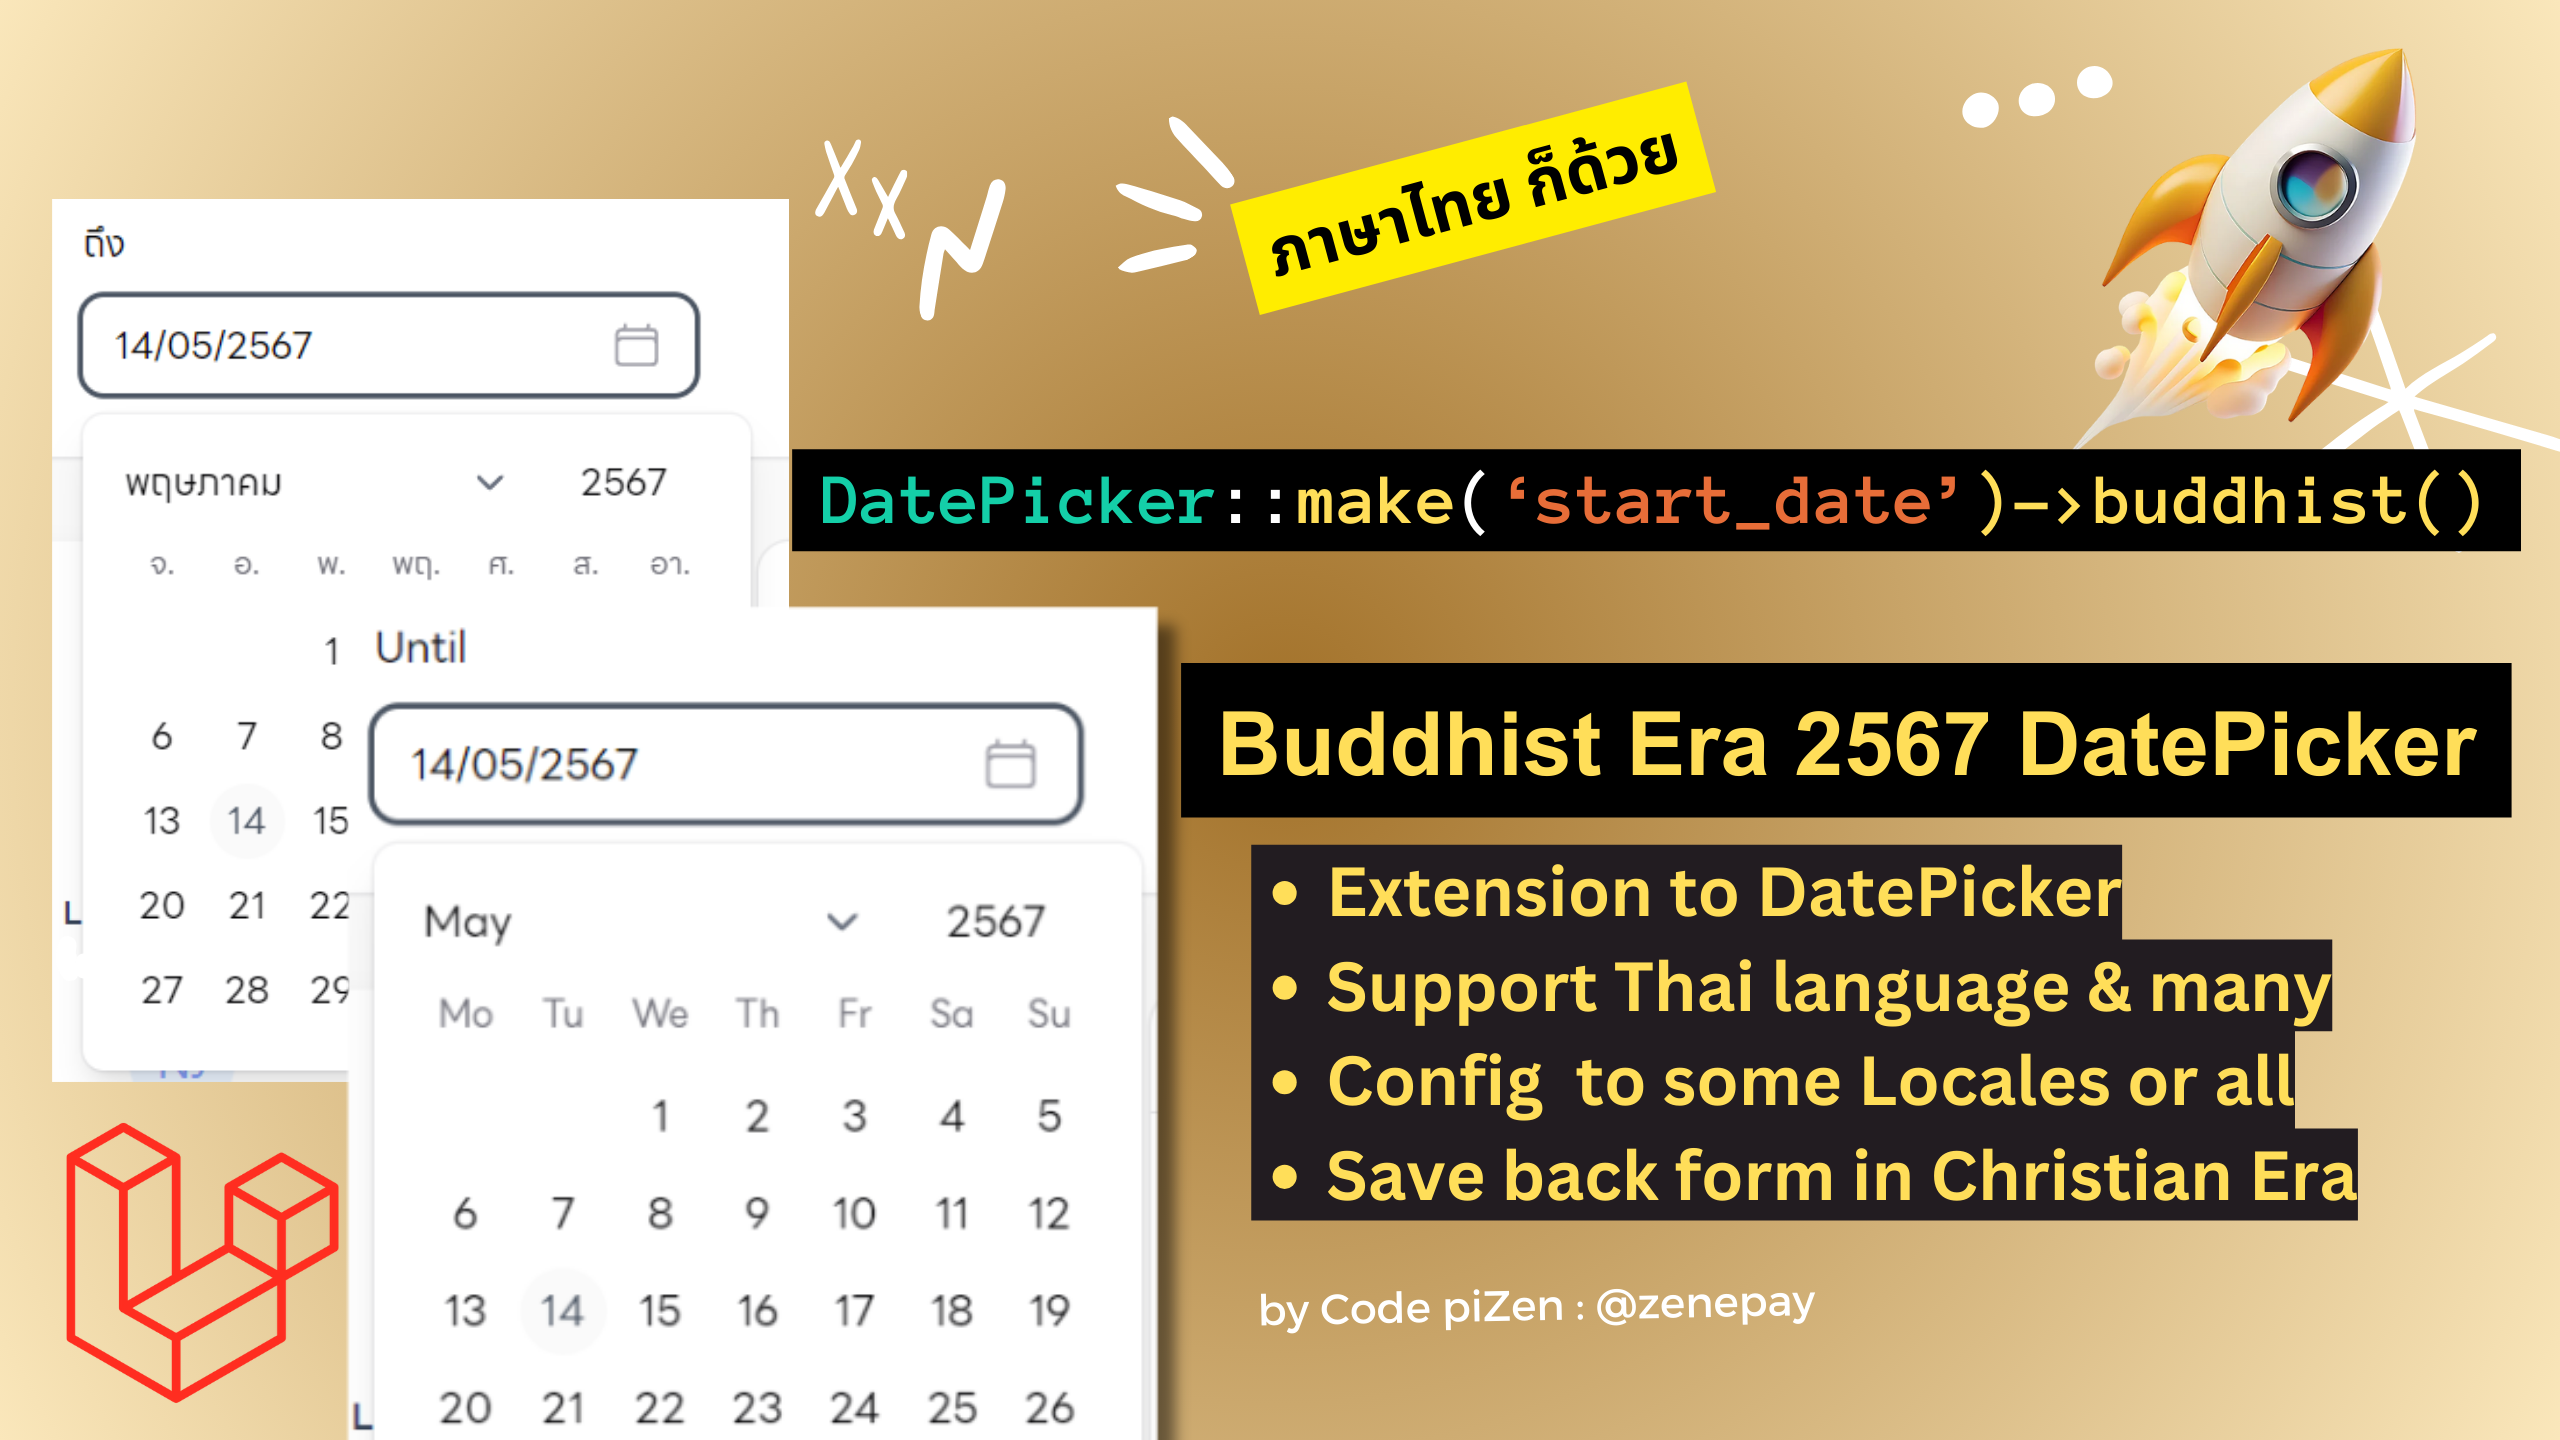 ภาษาไทย ก็ด้วย
ถึง
14/05/2567
พฤษภาคม 2567
จ. อ. พ. พฤ. ศ. ส. อา.
1
6 7 8
13 14 15
20 21 22
27 28 29
DatePicker::make(‘start_date’)->buddhist()
Until
14/05/2567
May 2567
Mo Tu We Th Fr Sa Su
1 2 3 4 5
6 7 8 9 10 11 12
13 14 15 16 17 18 19
20 21 22 23 24 25 26
Buddhist Era 2567 DatePicker
• Extension to DatePicker
• Support Thai language & many
• Config to some Locales or all
• Save back form in Christian Era
by Code piZen : @zenepay